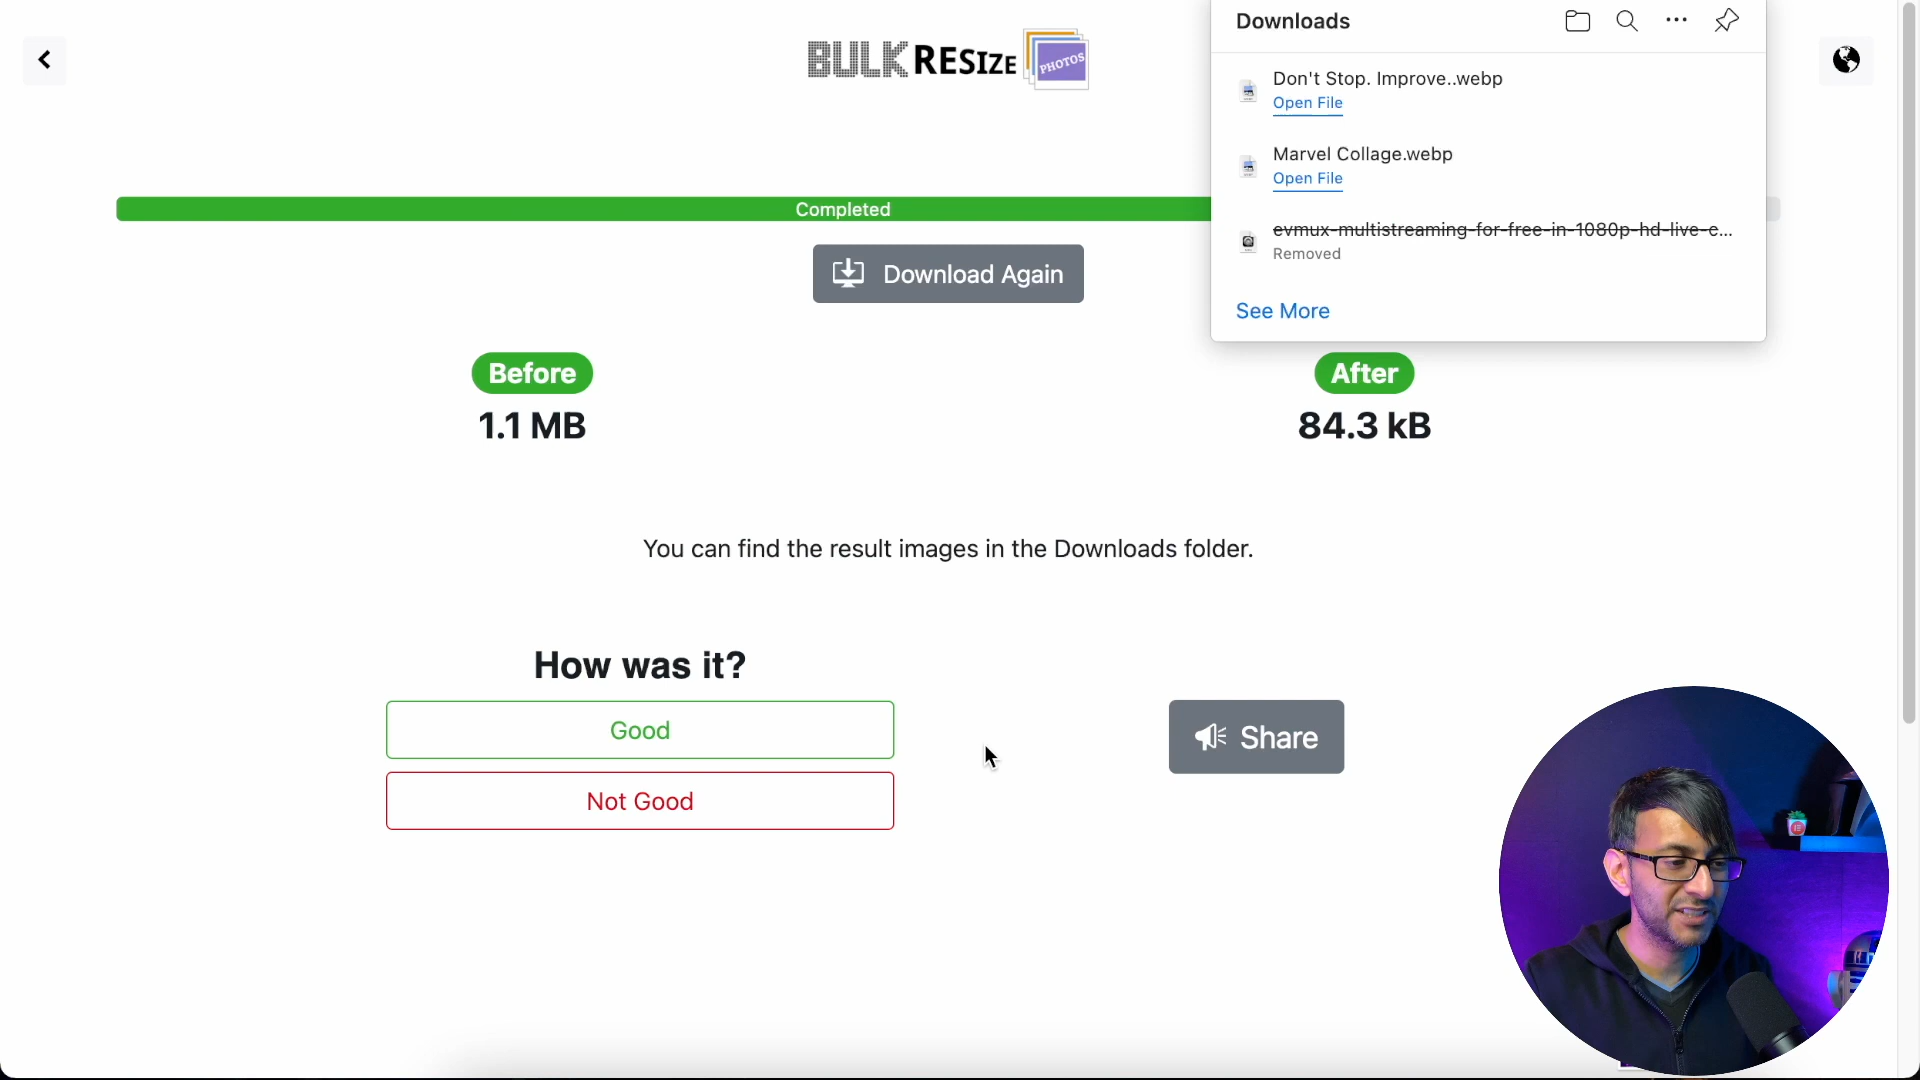 BULK RESIZE PHOTOS
Downloads
Don't Stop. Improve..webp
Open File
Marvel Collage.webp
Open File
evmux-multistreaming-for-free-in-1080p-hd-live-c...
Removed
See More
Completed
Download Again
Before
After
1.1 MB
84.3 kB
You can find the result images in the Downloads folder.
How was it?
Good
Not Good
Share